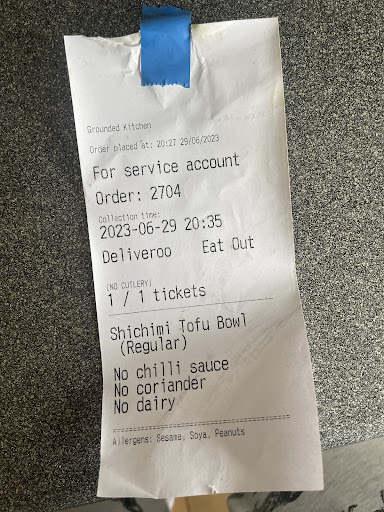 Grounded Kitchen
Order placed at: 20:27 29/06/2023
For service account
Order: 2704
Collection time:
2023-06-29 20:35
Deliveroo Eat Out
(NO CUTLERY)
1 / 1 tickets
Shichimi Tofu Bowl
(Regular)
No chilli sauce
No coriander
No dairy
Allergens: Sesame, Soya, Peanuts